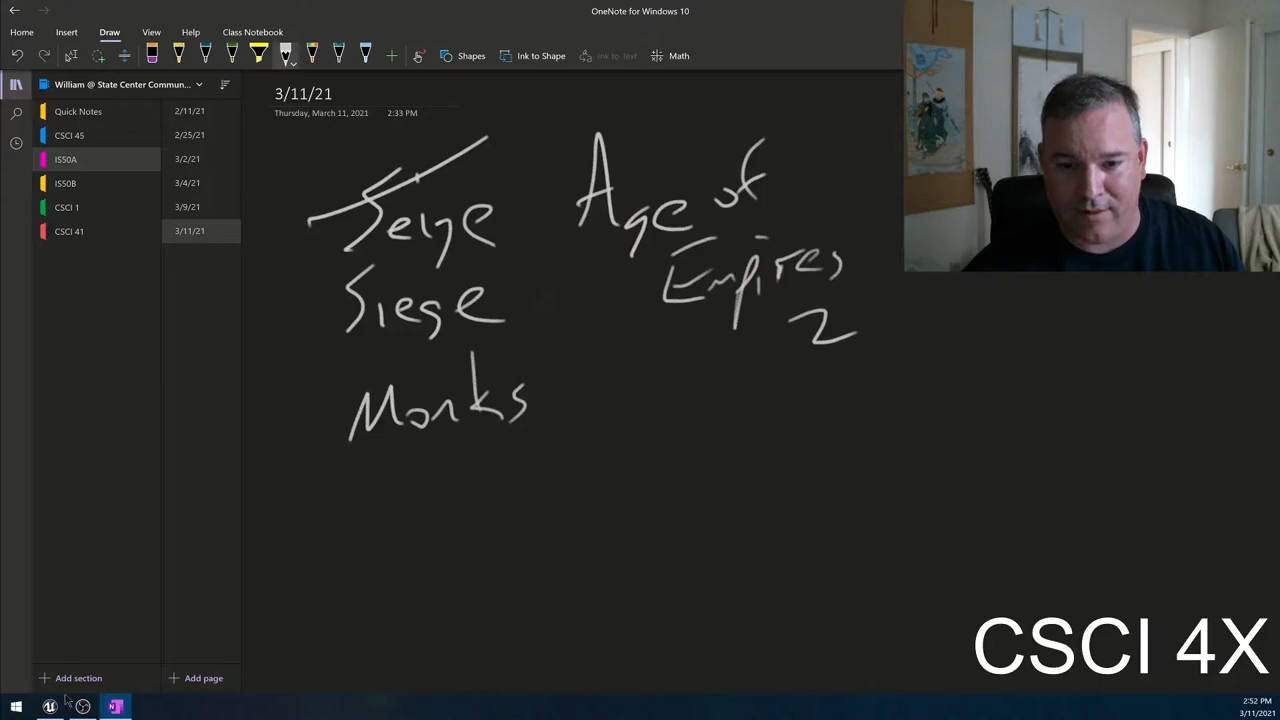 OneNote for Windows 10
Home Insert Draw View Help Class Notebook
Shapes Ink to Shape Ink to Text Math
William @ State Center Commun...
Quick Notes
CSCI 45
IS50A
IS50B
CSCI 1
CSCI 41
2/11/21
2/25/21
3/2/21
3/4/21
3/9/21
3/11/21
3/11/21
Thursday, March 11, 2021 2:33 PM
Seige
Siege
Monks
Age of
Empires
2
CSCI 4X
Add section
Add page
2:52 PM
3/11/2021